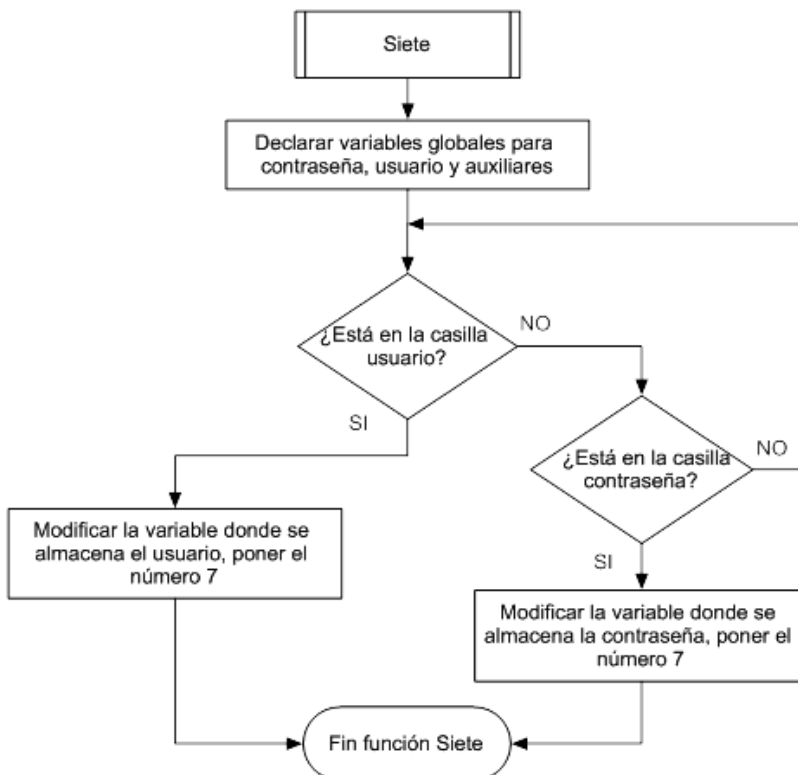 Siete
Declarar variables globales para
contraseña, usuario y auxiliares
¿Está en la casilla
usuario?
NO
SI
¿Está en la casilla
contraseña?
NO
SI
Modificar la variable donde se
almacena el usuario, poner el
número 7
Modificar la variable donde se
almacena la contraseña, poner el
número 7
Fin función Siete